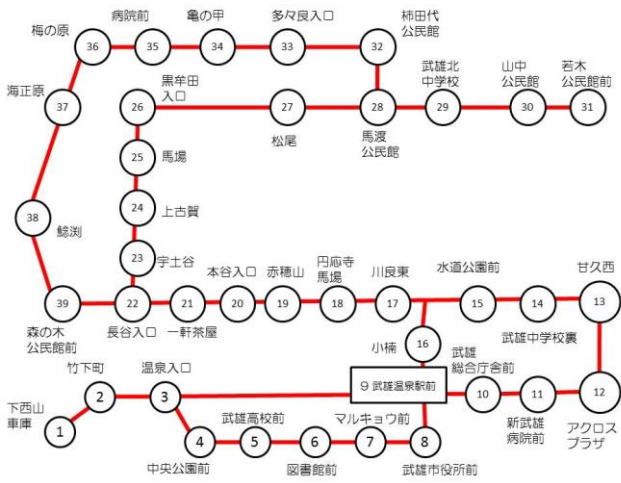 梅の原
病院前
亀の甲
多々良入口
柿田代
公民館
36
35
34
33
32
海正原
37
黒牟田
入口
26
27
松尾
28
馬渡
公民館
武雄北
中学校
29
山中
公民館
30
若木
公民館前
31
25
馬場
24
上古賀
38
鯰渕
23
宇土谷
39
森の木
公民館前
22
長谷入口
21
一軒茶屋
本谷入口
20
赤穂山
19
円応寺
馬場
18
川良東
17
水道公園前
15
14
武雄中学校裏
甘久西
13
小楠
16
9 武雄温泉駅前
武雄
総合庁舎前
10
11
新武雄
病院前
12
アクロス
プラザ
竹下町
2
温泉入口
3
下西山
車庫
1
4
中央公園前
武雄高校前
5
6
図書館前
マルキョウ前
7
8
武雄市役所前